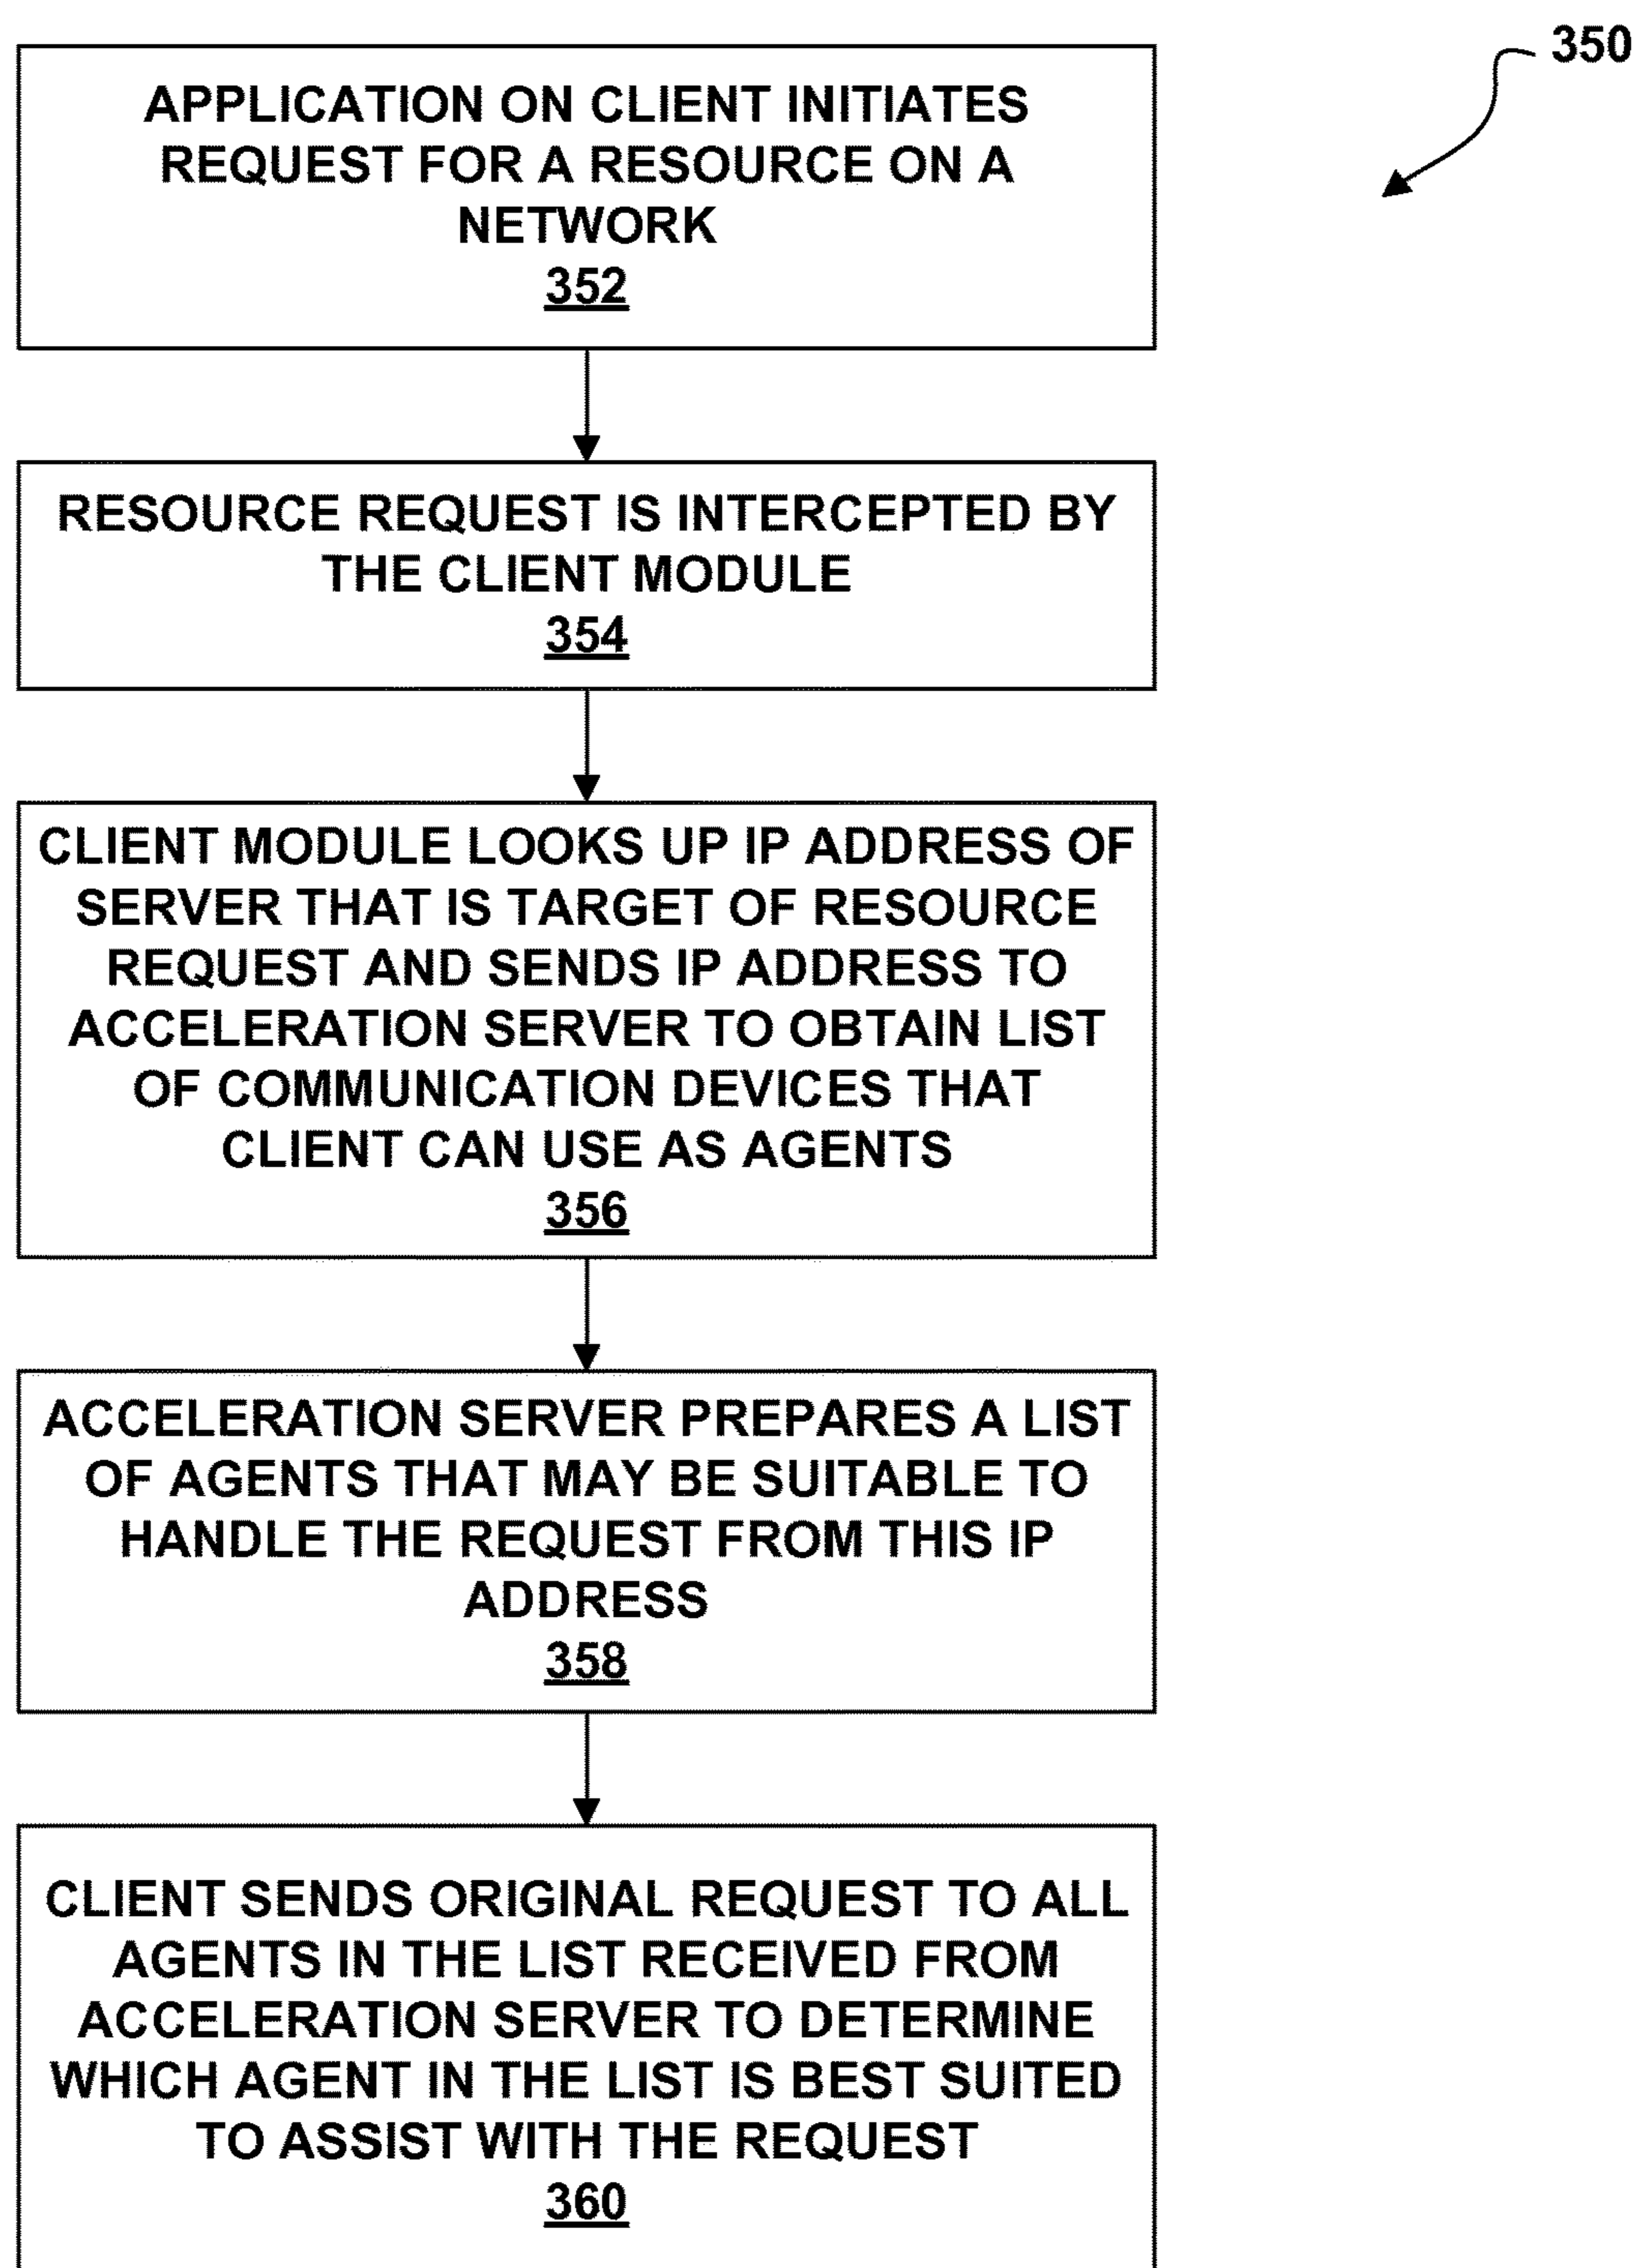 350
APPLICATION ON CLIENT INITIATES
REQUEST FOR A RESOURCE ON A
NETWORK
352
RESOURCE REQUEST IS INTERCEPTED BY
THE CLIENT MODULE
354
CLIENT MODULE LOOKS UP IP ADDRESS OF
SERVER THAT IS TARGET OF RESOURCE
REQUEST AND SENDS IP ADDRESS TO
ACCELERATION SERVER TO OBTAIN LIST
OF COMMUNICATION DEVICES THAT
CLIENT CAN USE AS AGENTS
356
ACCELERATION SERVER PREPARES A LIST
OF AGENTS THAT MAY BE SUITABLE TO
HANDLE THE REQUEST FROM THIS IP
ADDRESS
358
CLIENT SENDS ORIGINAL REQUEST TO ALL
AGENTS IN THE LIST RECEIVED FROM
ACCELERATION SERVER TO DETERMINE
WHICH AGENT IN THE LIST IS BEST SUITED
TO ASSIST WITH THE REQUEST
360